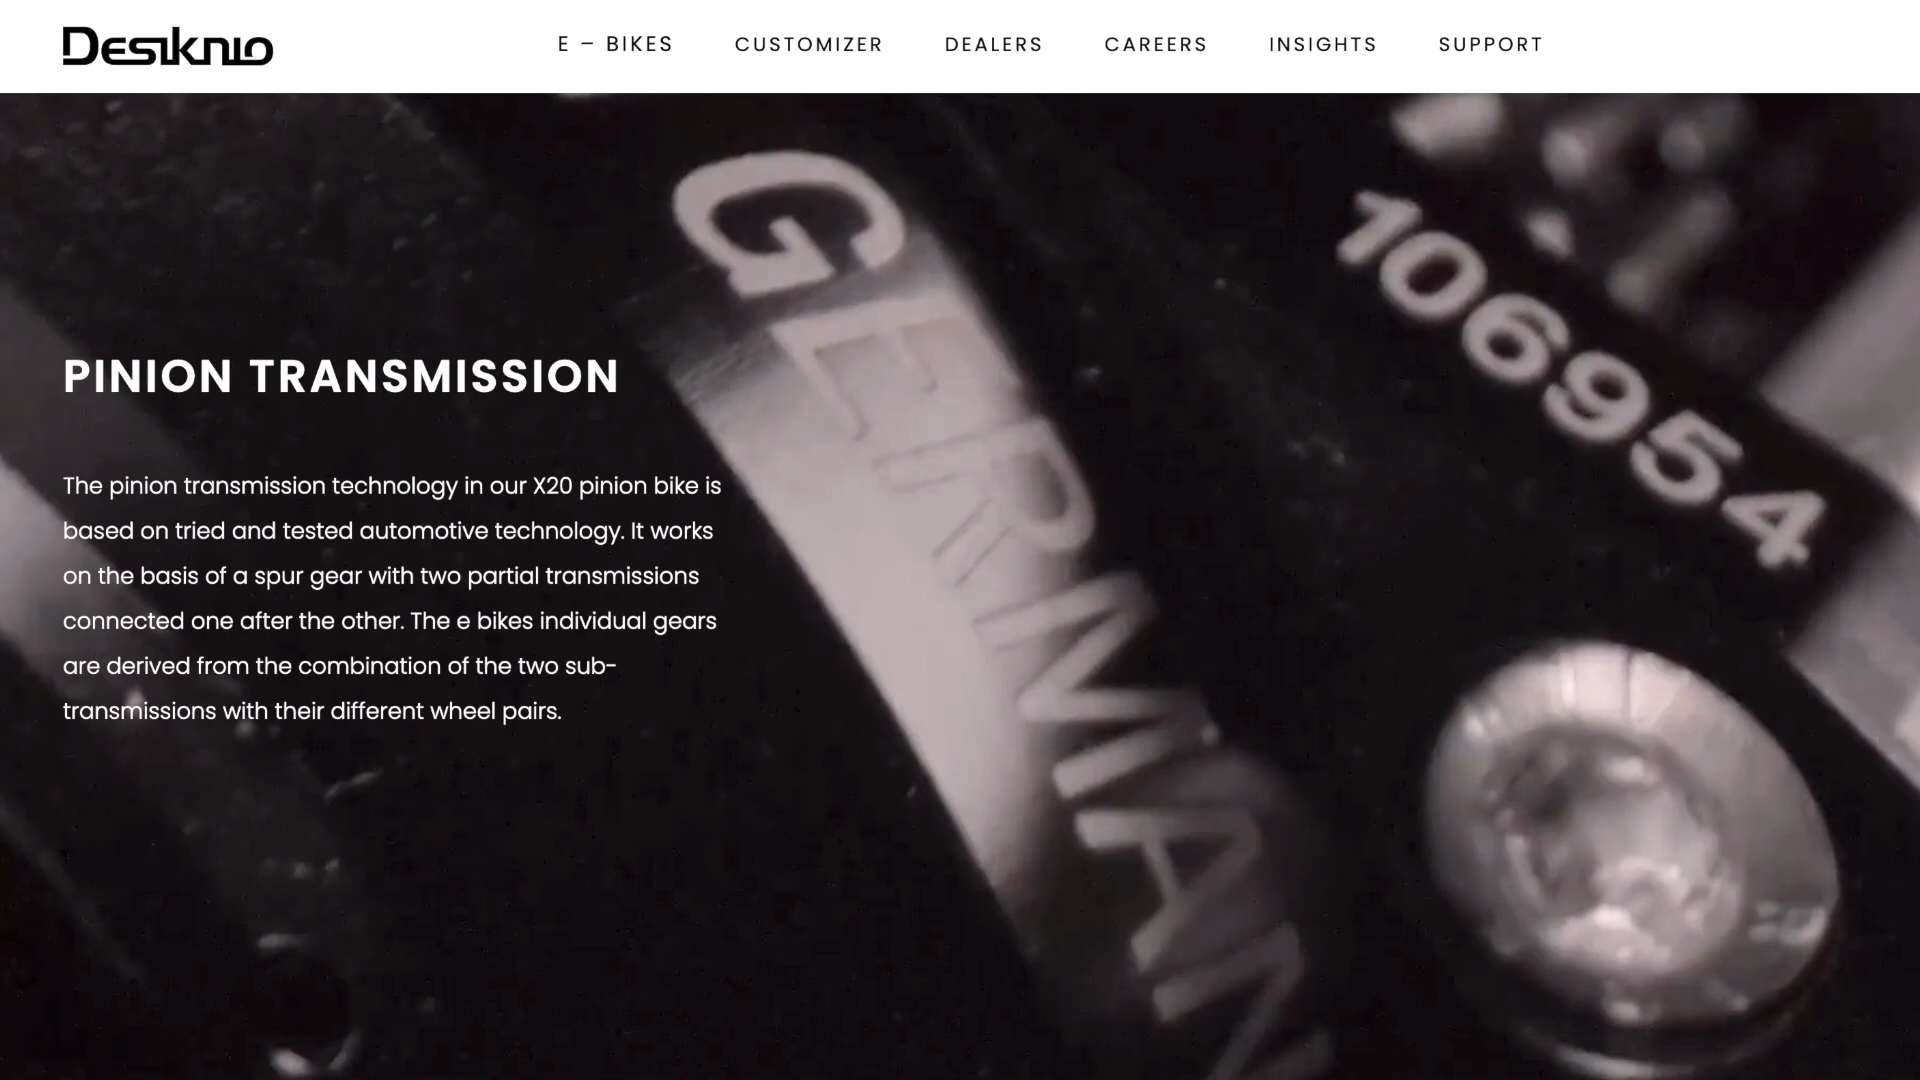 Desiknio
E – BIKES
CUSTOMIZER
DEALERS
CAREERS
INSIGHTS
SUPPORT
GERMAN
106954
PINION TRANSMISSION
The pinion transmission technology in our X20 pinion bike is
based on tried and tested automotive technology. It works
on the basis of a spur gear with two partial transmissions
connected one after the other. The e bikes individual gears
are derived from the combination of the two sub-
transmissions with their different wheel pairs.